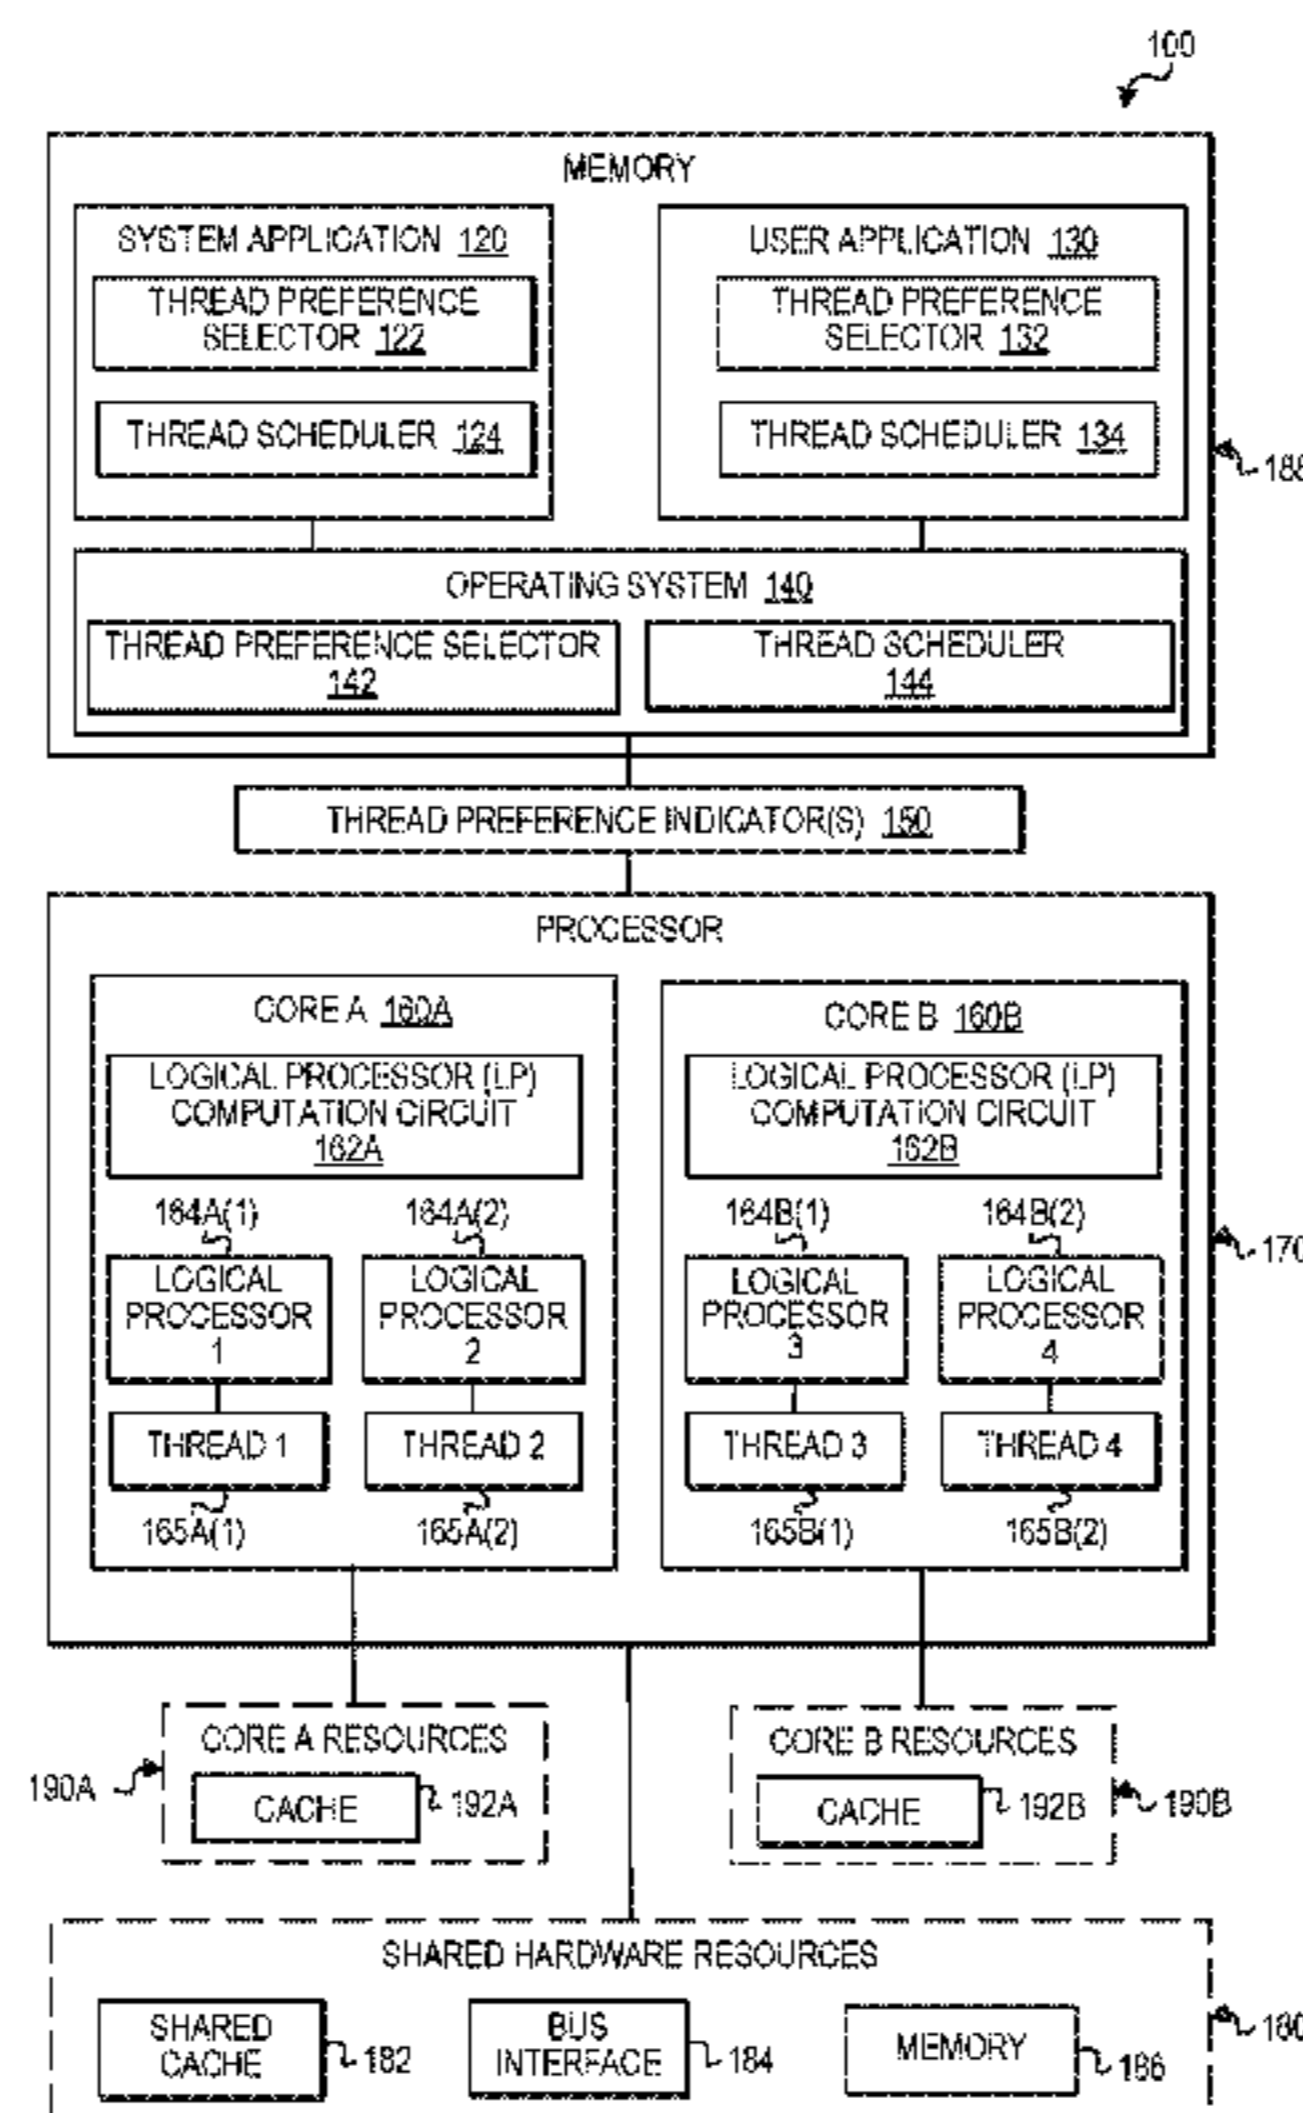 100
MEMORY
SYSTEM APPLICATION 120
THREAD PREFERENCE
SELECTOR 122
THREAD SCHEDULER 124
USER APPLICATION 130
THREAD PREFERENCE
SELECTOR 132
THREAD SCHEDULER 134
188
OPERATING SYSTEM 140
THREAD PREFERENCE SELECTOR
142
THREAD SCHEDULER
144
THREAD PREFERENCE INDICATOR(S) 150
PROCESSOR
170
CORE A 160A
LOGICAL PROCESSOR (LP)
COMPUTATION CIRCUIT
162A
164A(1)
164A(2)
LOGICAL
PROCESSOR
1
LOGICAL
PROCESSOR
2
THREAD 1
THREAD 2
165A(1)
165A(2)
CORE B 160B
LOGICAL PROCESSOR (LP)
COMPUTATION CIRCUIT
162B
164B(1)
164B(2)
LOGICAL
PROCESSOR
3
LOGICAL
PROCESSOR
4
THREAD 3
THREAD 4
165B(1)
165B(2)
CORE A RESOURCES
190A
CACHE
192A
CORE B RESOURCES
CACHE
192B
190B
SHARED HARDWARE RESOURCES
SHARED
CACHE
182
BUS
INTERFACE
184
MEMORY
186
180